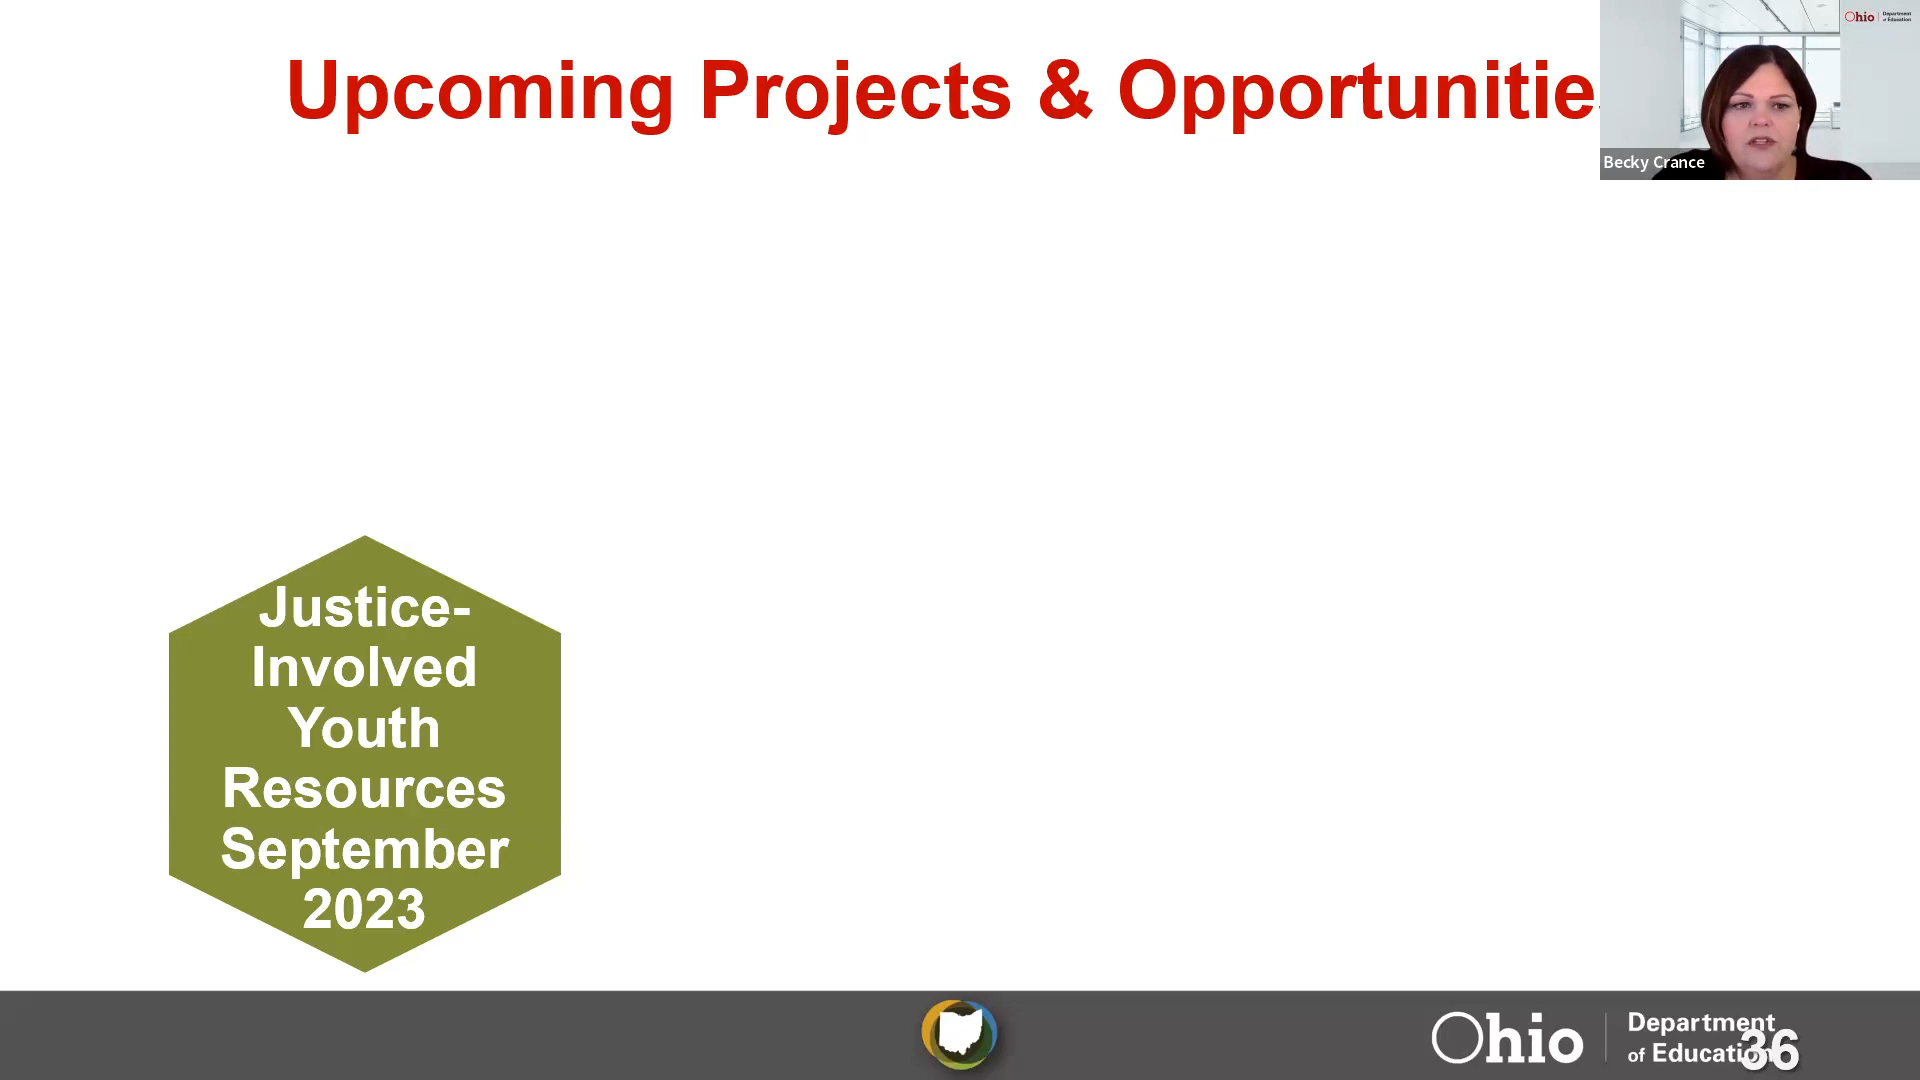 Upcoming Projects & Opportunitie
Ohio Department
of Education
Becky Crance
Justice-
Involved
Youth
Resources
September
2023
Ohio
Department
of Education
36